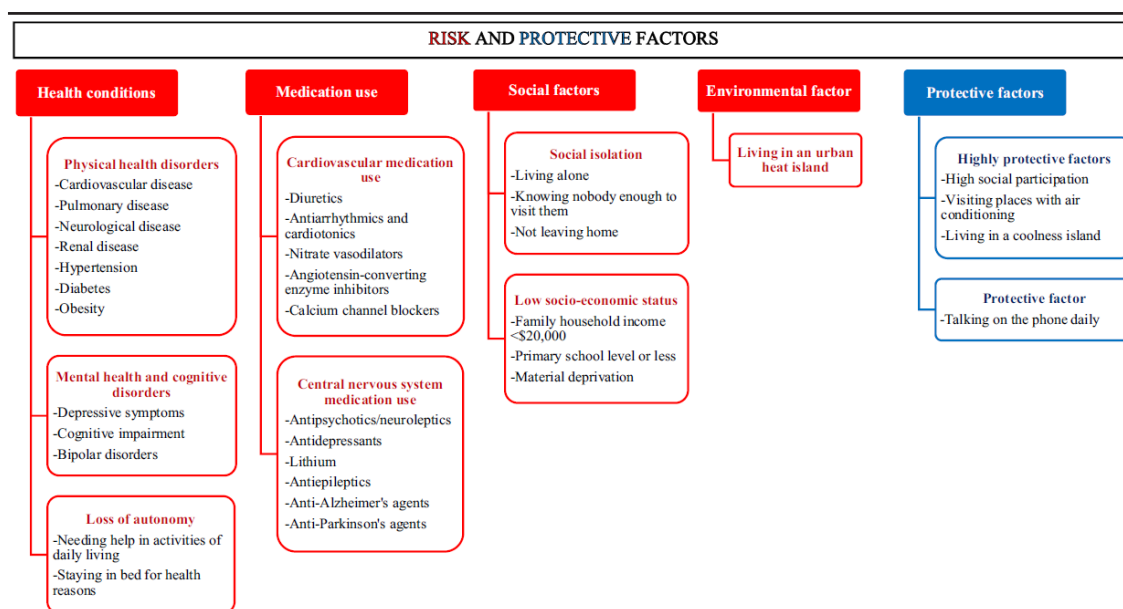 RISK AND PROTECTIVE FACTORS
Health conditions
Physical health disorders
-Cardiovascular disease
-Pulmonary disease
-Neurological disease
-Renal disease
-Hypertension
-Diabetes
-Obesity
Mental health and cognitive
disorders
-Depressive symptoms
-Cognitive impairment
-Bipolar disorders
Loss of autonomy
-Needing help in activities of
daily living
-Staying in bed for health
reasons
Medication use
Cardiovascular medication
use
-Diuretics
-Antiarrhythmics and
cardiotonics
-Nitrate vasodilators
-Angiotensin-converting
enzyme inhibitors
-Calcium channel blockers
Central nervous system
medication use
-Antipsychotics/neuroleptics
-Antidepressants
-Lithium
-Antiepileptics
-Anti-Alzheimer's agents
-Anti-Parkinson's agents
Social factors
Social isolation
-Living alone
-Knowing nobody enough to
visit them
-Not leaving home
Low socio-economic status
-Family household income
<$20,000
-Primary school level or less
-Material deprivation
Environmental factor
Living in an urban
heat island
Protective factors
Highly protective factors
-High social participation
-Visiting places with air
conditioning
-Living in a coolness island
Protective factor
-Talking on the phone daily